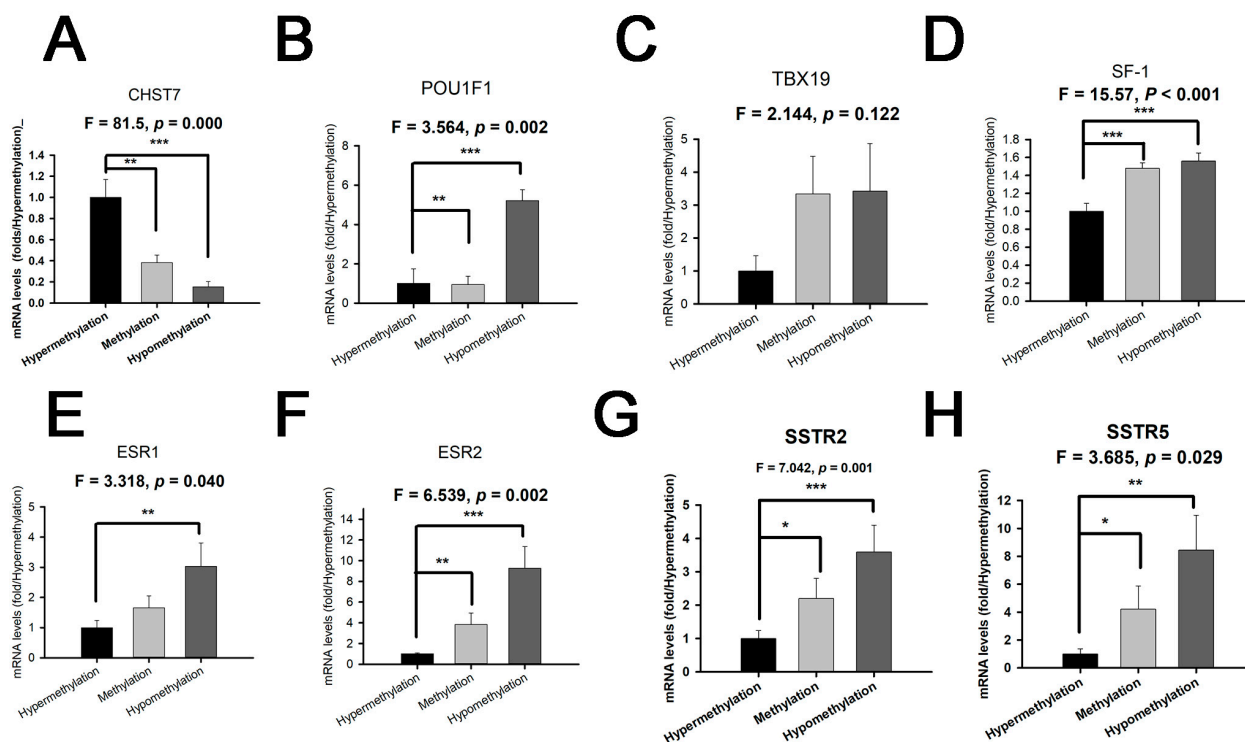 A
CHST7
F = 81.5, p = 0.000
mRNA levels (folds/Hypermethylation)_
1.4
1.2
1.0
0.8
0.6
0.4
0.2
0.0
***
**
Hypermethylation
Methylation
Hypomethylation
B
POU1F1
F = 3.564, p = 0.002
mRNA levels (fold/Hypermethylation)
8
6
4
2
0
***
**
Hypermethylation
Methylation
Hypomethylation
C
TBX19
F = 2.144, p = 0.122
mRNA levels (fold/Hypermethylation)
5
4
3
2
1
0
Hypermethylation
Methylation
Hypomethylation
D
SF-1
F = 15.57, P < 0.001
mRNA levels (fold/Hypermethylation)
1.8
1.6
1.4
1.2
1.0
0.8
0.6
0.4
0.2
0.0
***
***
Hypermethylation
Methylation
Hypomethylation
E
ESR1
F = 3.318, p = 0.040
mRNA levels (fold/Hypermethylation)
5
4
3
2
1
0
**
Hypermethylation
Methylation
Hypomethylation
F
ESR2
F = 6.539, p = 0.002
mRNA levels (fold/Hypermethylation)
14
12
10
8
6
4
2
0
***
**
Hypermethylation
Methylation
Hypomethylation
G
SSTR2
F = 7.042, p = 0.001
mRNA levels (fold/Hypermethylation)
5
4
3
2
1
0
***
*
Hypermethylation
Methylation
Hypomethylation
H
SSTR5
F = 3.685, p = 0.029
mRNA levels (fold/Hypermethylation)
12
10
8
6
4
2
0
**
*
Hypermethylation
Methylation
Hypomethylation